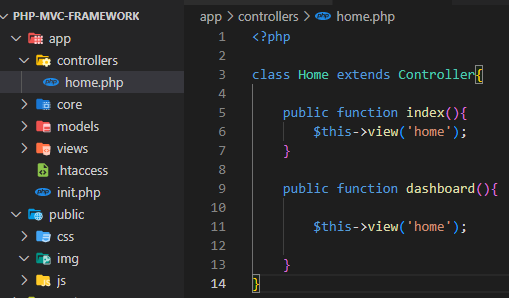 PHP-MVC-FRAMEWORK
app
controllers
home.php
core
models
views
.htaccess
init.php
public
css
img
js
app > controllers > home.php
1 <?php
2
3 class Home extends Controller{
4
5 public function index(){
6 $this->view('home');
7 }
8
9 public function dashboard(){
10
11 $this->view('home');
12
13 }
14 }